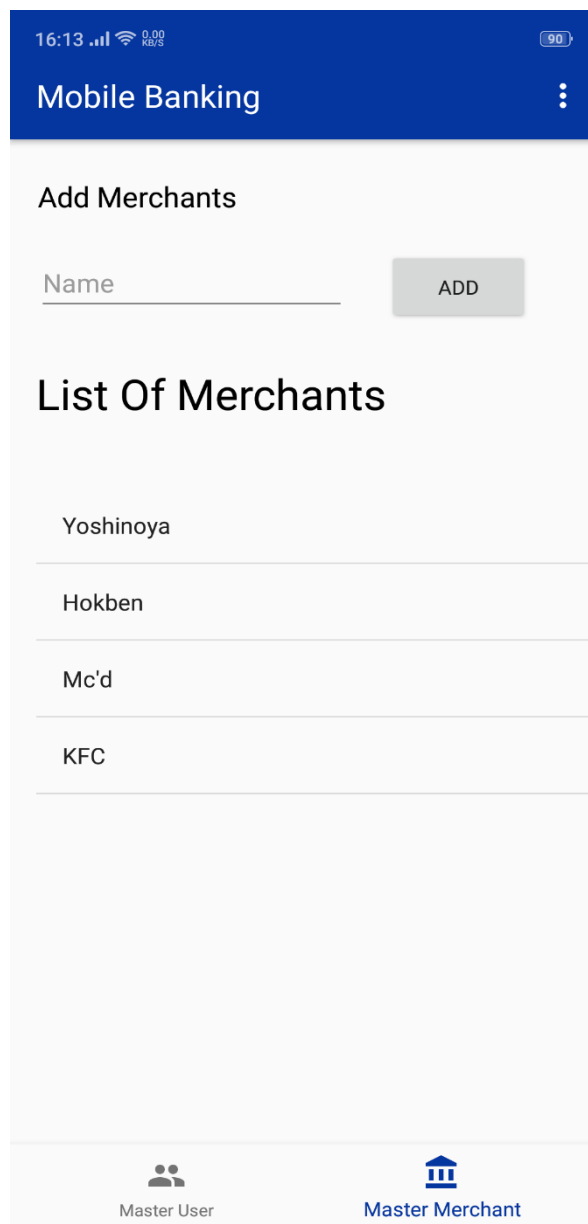 16:13 0.00 KB/S 90
Mobile Banking
Add Merchants
Name ADD
List Of Merchants
Yoshinoya
Hokben
Mc'd
KFC
Master User Master Merchant